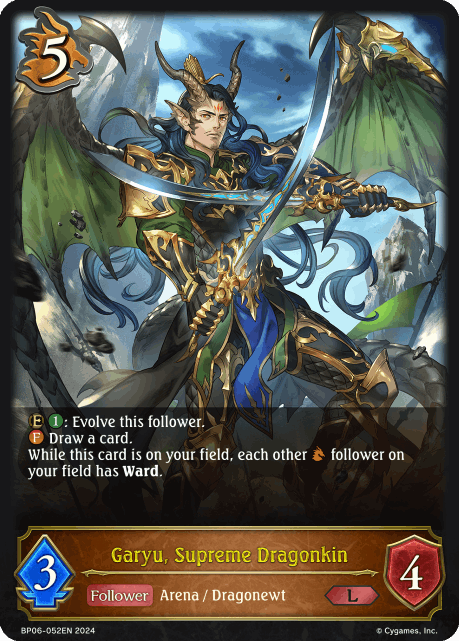 5
E 1: Evolve this follower.
F Draw a card.
While this card is on your field, each other follower on
your field has Ward.
Garyu, Supreme Dragonkin
3
Follower Arena / Dragonewt L
4
BP06-052EN 2024 © Cygames, Inc.